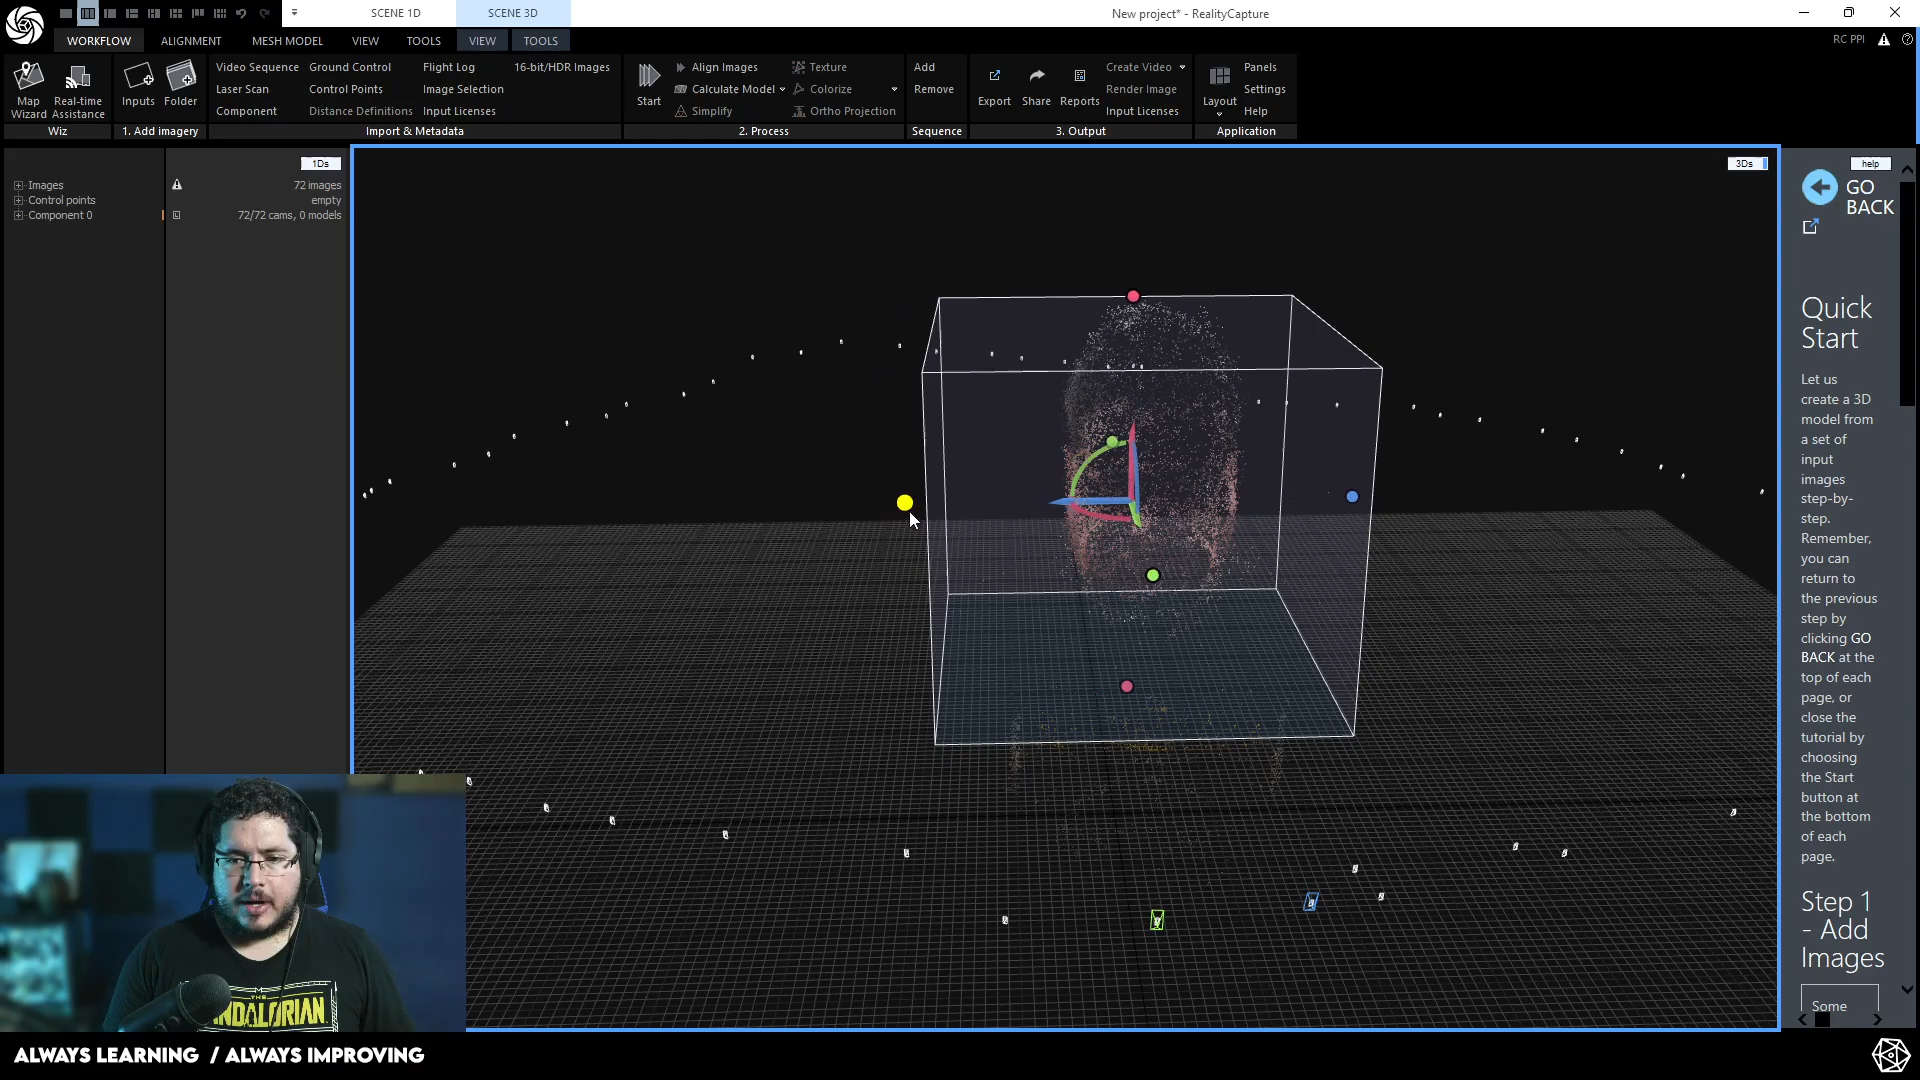 SCENE 1D
SCENE 3D
New project* - RealityCapture
WORKFLOW
ALIGNMENT
MESH MODEL
VIEW
TOOLS
VIEW
TOOLS
RC PPI
Map Wizard
Real-time Assistance
Wiz
Inputs
Folder
1. Add imagery
Video Sequence
Ground Control
Flight Log
16-bit/HDR Images
Laser Scan
Control Points
Image Selection
Component
Distance Definitions
Input Licenses
Import & Metadata
Start
Align Images
Texture
Calculate Model
Colorize
Simplify
Ortho Projection
2. Process
Add
Remove
Sequence
Export
Share
Reports
Create Video
Render Image
Input Licenses
3. Output
Layout
Panels
Settings
Help
Application
1Ds
Images
72 images
Control points
empty
Component 0
72/72 cams, 0 models
3Ds
help
GO
BACK
Quick
Start
Let us
create a 3D
model from
a set of
input
images
step-by-
step.
Remember,
you can
return to
the previous
step by
clicking GO
BACK at the
top of each
page, or
close the
tutorial by
choosing
the Start
button at
the bottom
of each
page.
Step 1
- Add
Images
Some
THE
MANDALORIAN
ALWAYS LEARNING / ALWAYS IMPROVING